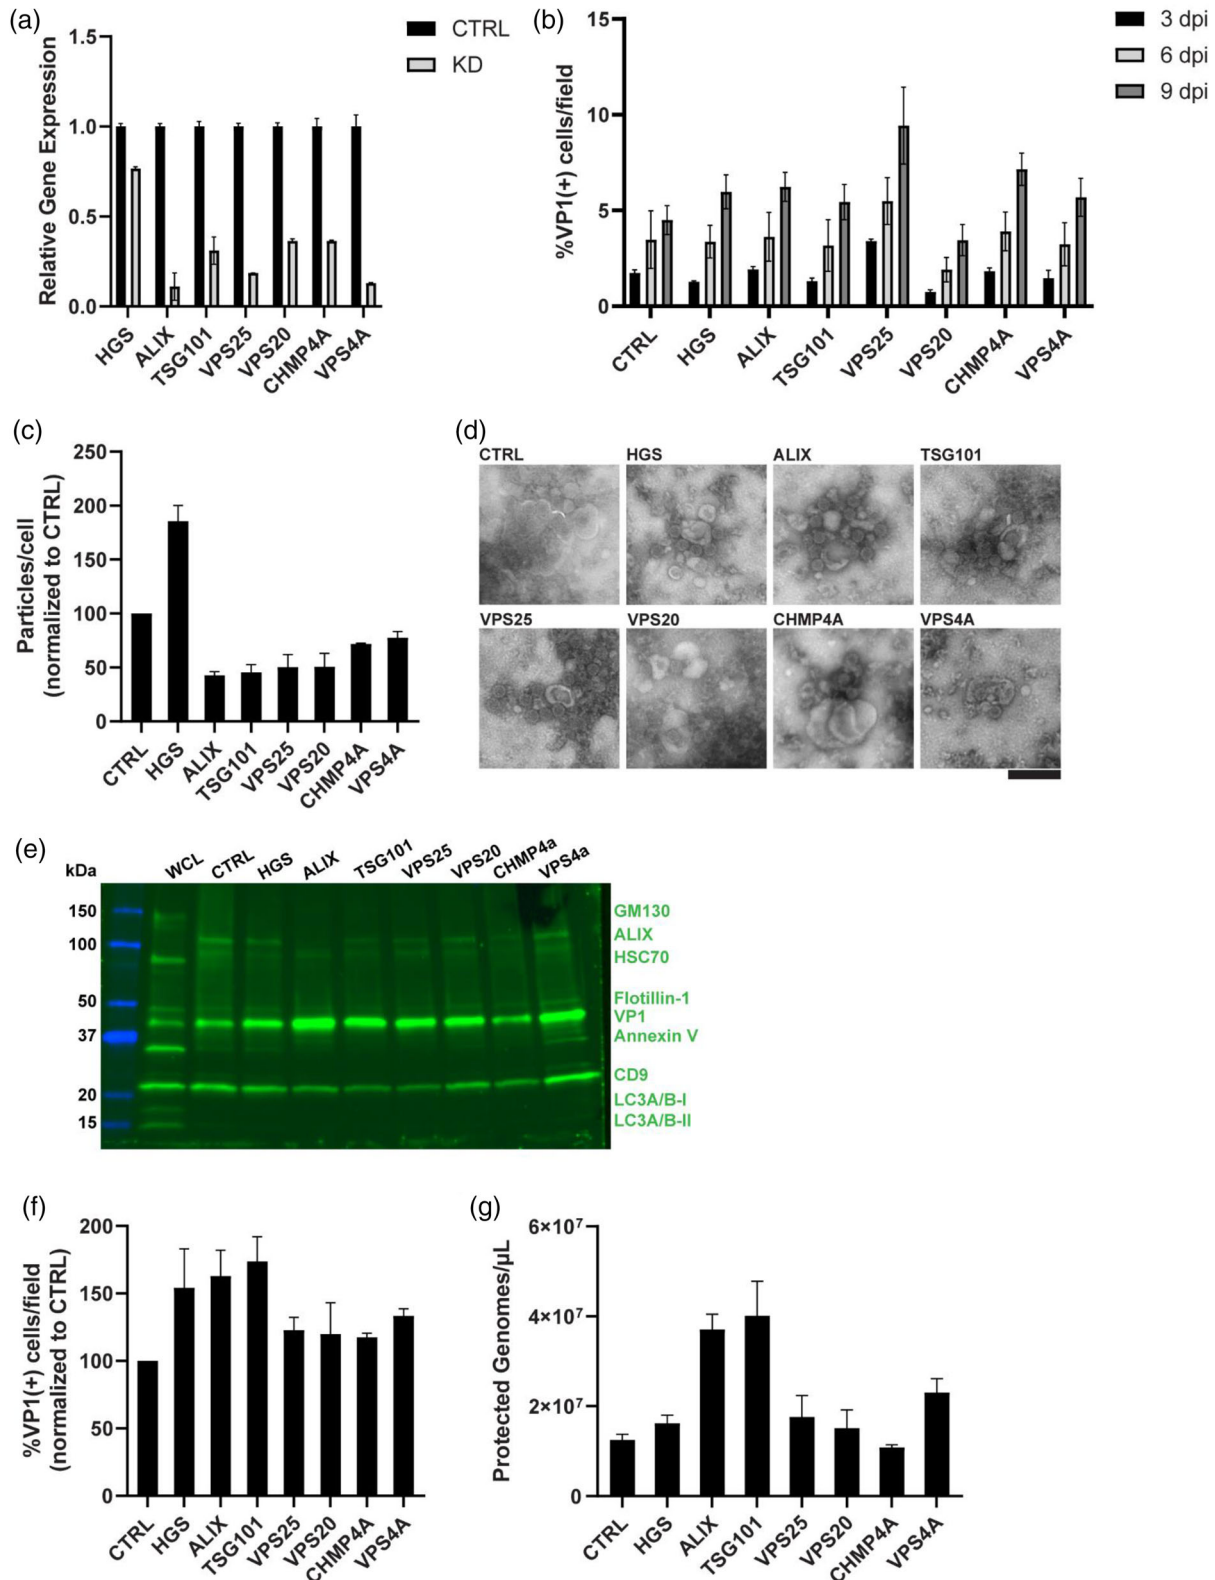 (a)
1.5
1.0
0.5
0.0
Relative Gene Expression
CTRL
KD
HGS
ALIX
TSG101
VPS25
VPS20
CHMP4A
VPS4A
(b)
15
10
5
0
%VP1(+) cells/field
3 dpi
6 dpi
9 dpi
CTRL
HGS
ALIX
TSG101
VPS25
VPS20
CHMP4A
VPS4A
(c)
250
200
150
100
50
0
Particles/cell
(normalized to CTRL)
CTRL
HGS
ALIX
TSG101
VPS25
VPS20
CHMP4A
VPS4A
(d)
CTRL HGS ALIX TSG101
VPS25 VPS20 CHMP4A VPS4A
(e)
kDa
WCL
CTRL
HGS
ALIX
TSG101
VPS25
VPS20
CHMP4a
VPS4a
150
100
50
37
20
15
GM130
ALIX
HSC70
Flotillin-1
VP1
Annexin V
CD9
LC3A/B-I
LC3A/B-II
(f)
200
150
100
50
0
%VP1(+) cells/field
(normalized to CTRL)
CTRL
HGS
ALIX
TSG101
VPS25
VPS20
CHMP4A
VPS4A
(g)
6×10⁷
4×10⁷
2×10⁷
0
Protected Genomes/µL
CTRL
HGS
ALIX
TSG101
VPS25
VPS20
CHMP4A
VPS4A